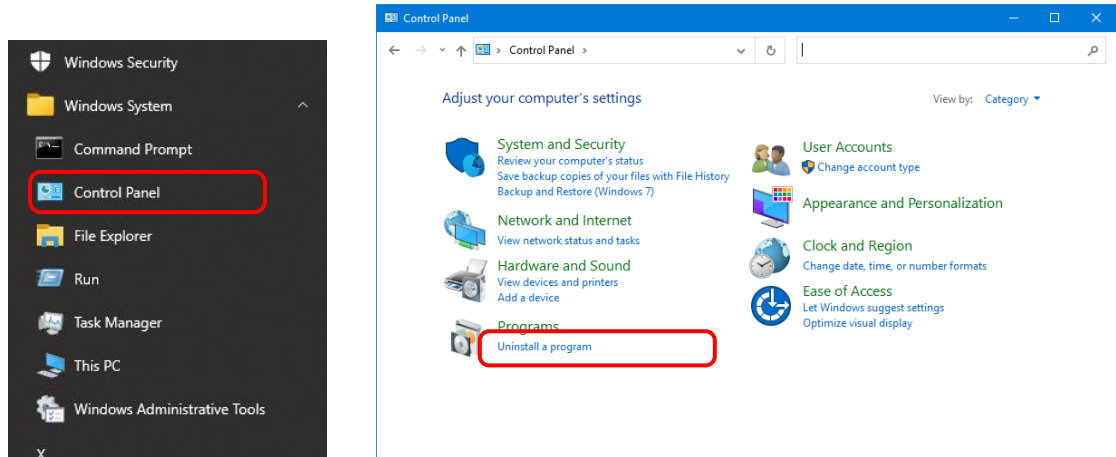 Windows Security
Windows System
Command Prompt
Control Panel
File Explorer
Run
Task Manager
This PC
Windows Administrative Tools
X
Control Panel
Control Panel
Adjust your computer's settings
View by: Category
System and Security
Review your computer's status
Save backup copies of your files with File History
Backup and Restore (Windows 7)
Network and Internet
View network status and tasks
Hardware and Sound
View devices and printers
Add a device
Programs
Uninstall a program
User Accounts
Change account type
Appearance and Personalization
Clock and Region
Change date, time, or number formats
Ease of Access
Let Windows suggest settings
Optimize visual display